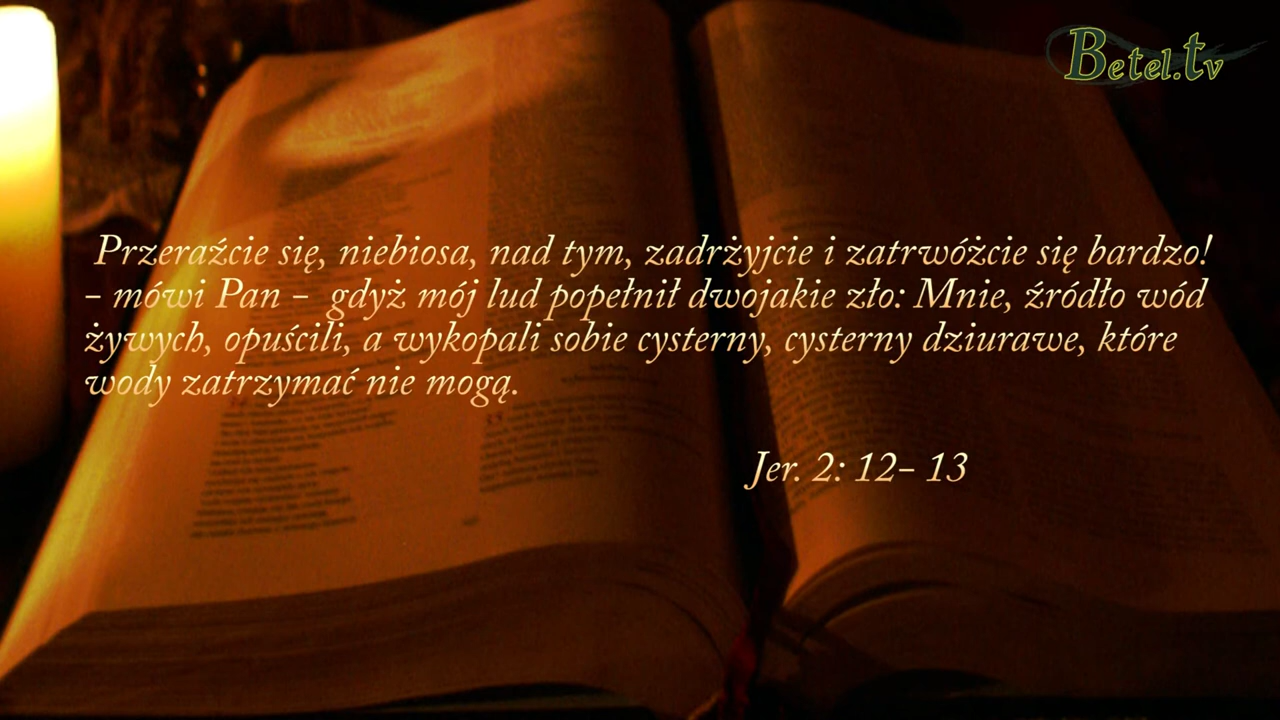 Betel.tv
Przeraźcie się, niebiosa, nad tym, zadrżyjcie i zatrwóżcie się bardzo!
- mówi Pan - gdyż mój lud popełnił dwojakie zło: Mnie, źródło wód
żywych, opuścili, a wykopali sobie cysterny, cysterny dziurawe, które
wody zatrzymać nie mogą.
Jer. 2: 12- 13